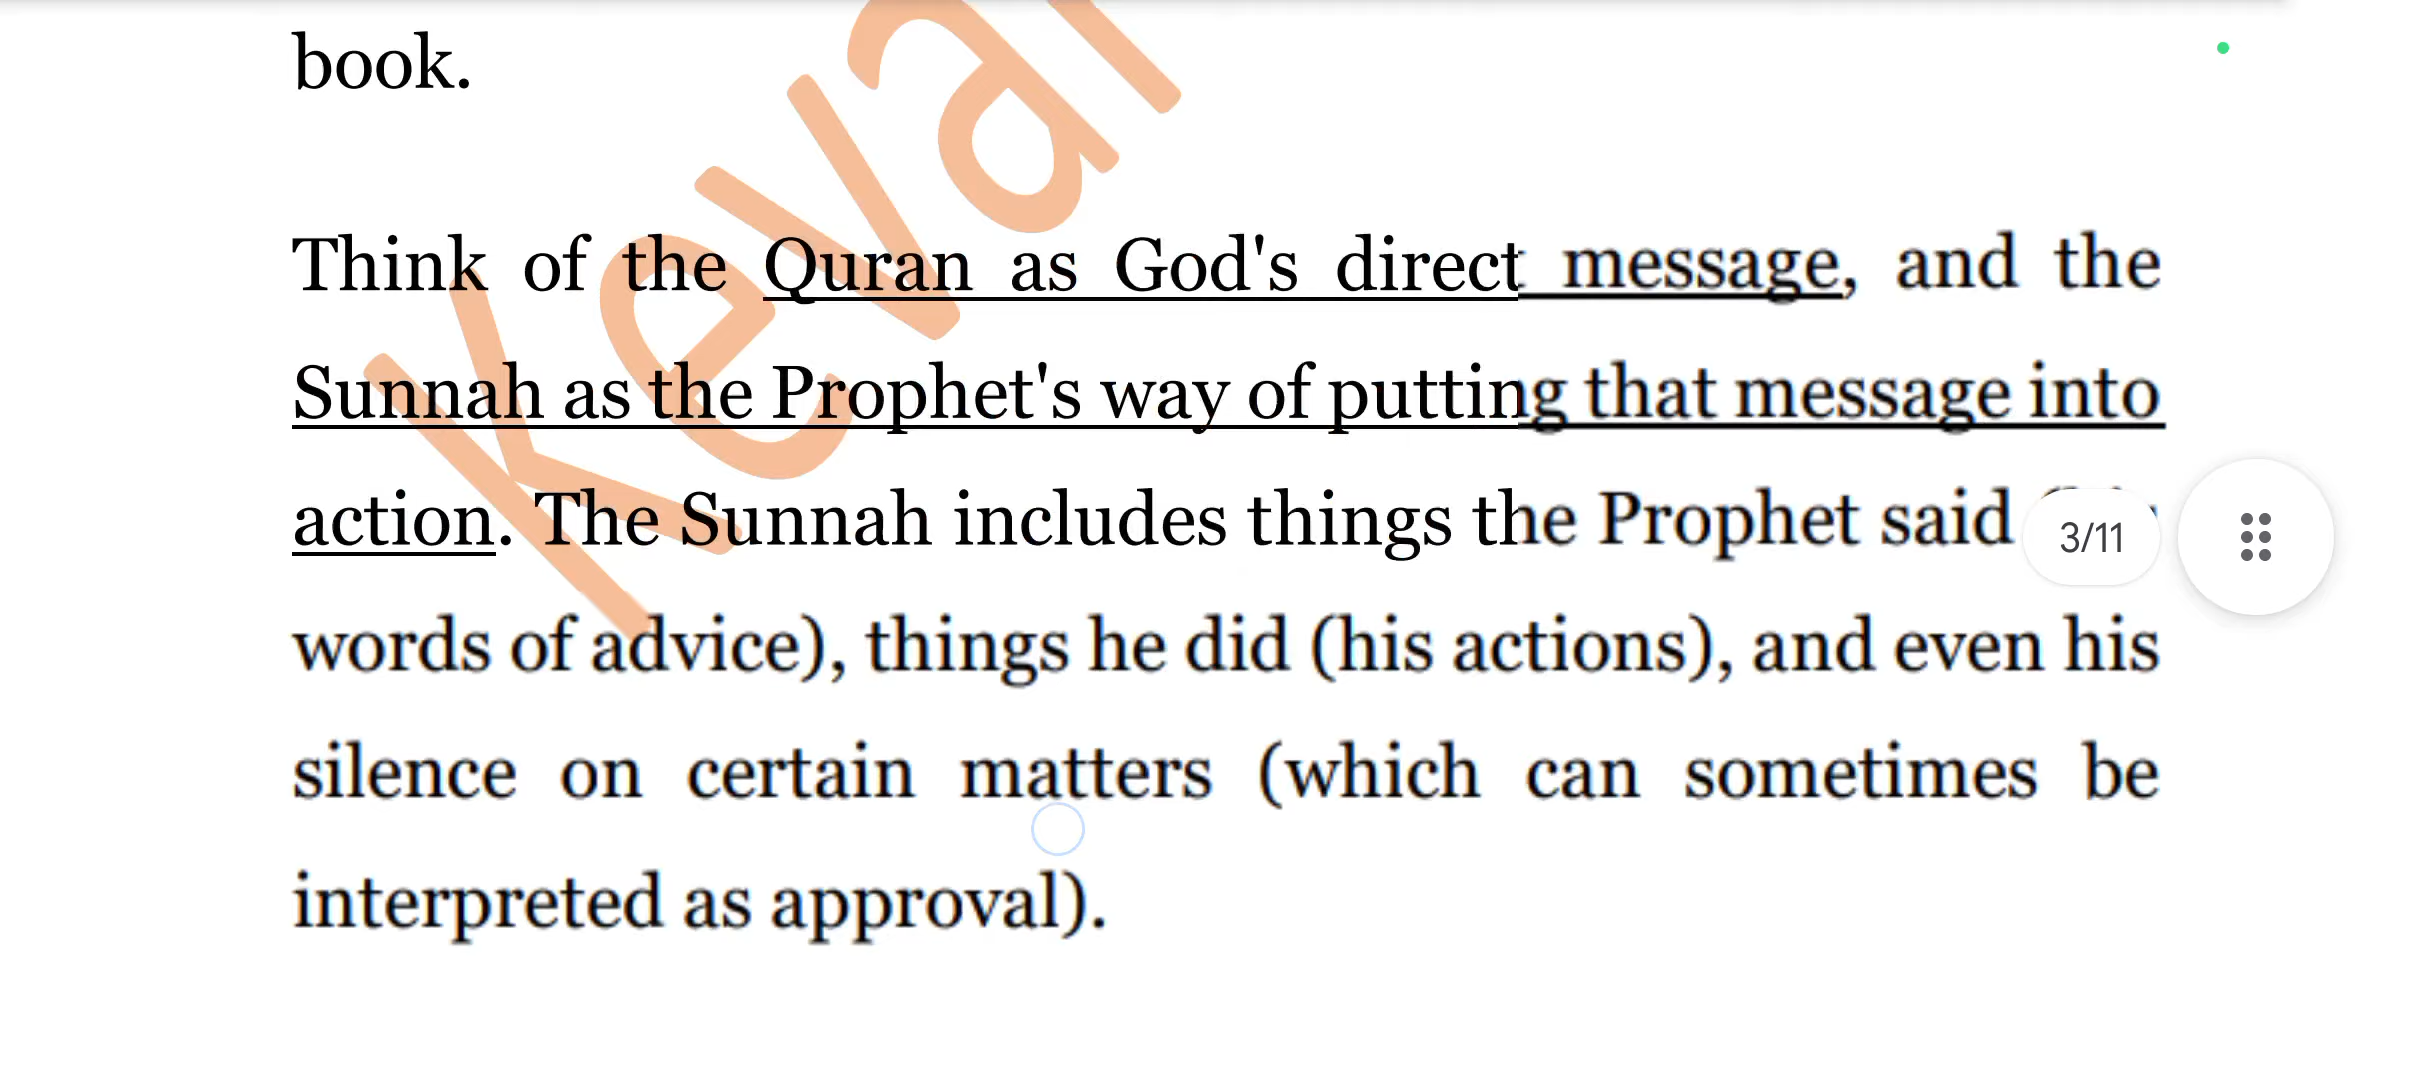 book.
Think of the Quran as God's direct message, and the
Sunnah as the Prophet's way of putting that message into
action. The Sunnah includes things the Prophet said
3/11
words of advice), things he did (his actions), and even his
silence on certain matters (which can sometimes be
interpreted as approval).